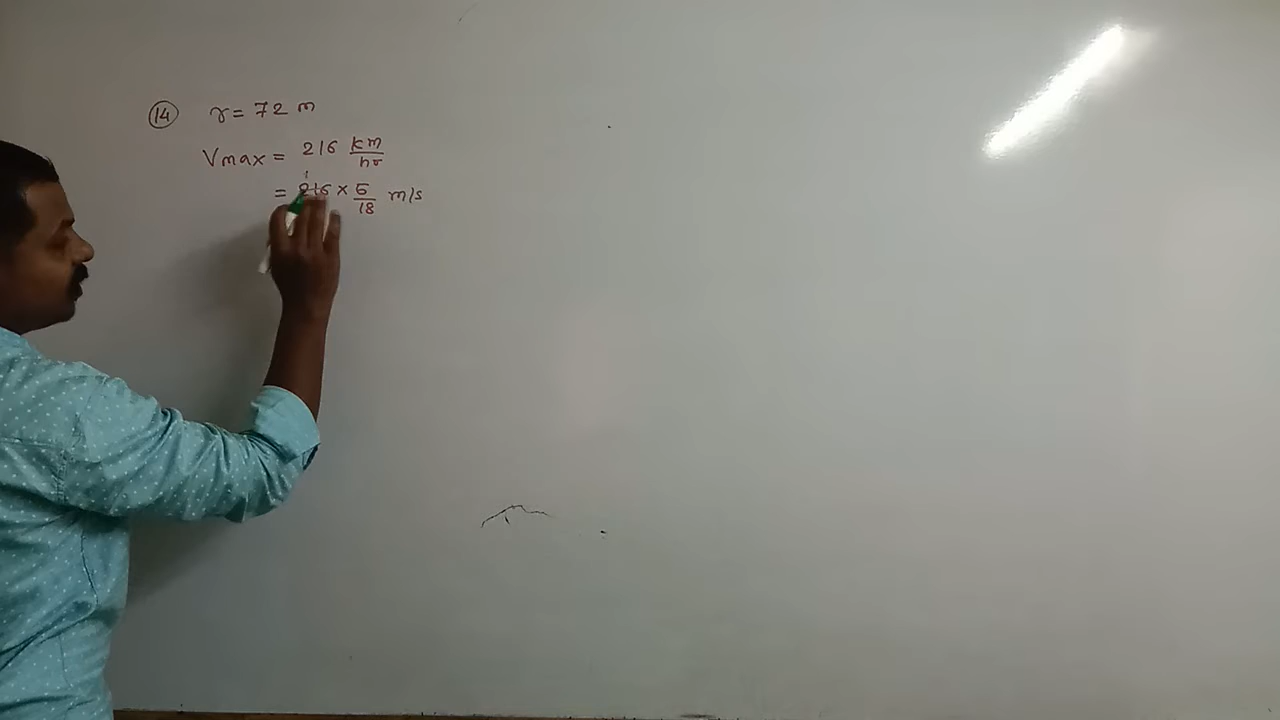 14 r = 72 m
Vmax = 216 km/hr
= 216 × 5/18 m/s